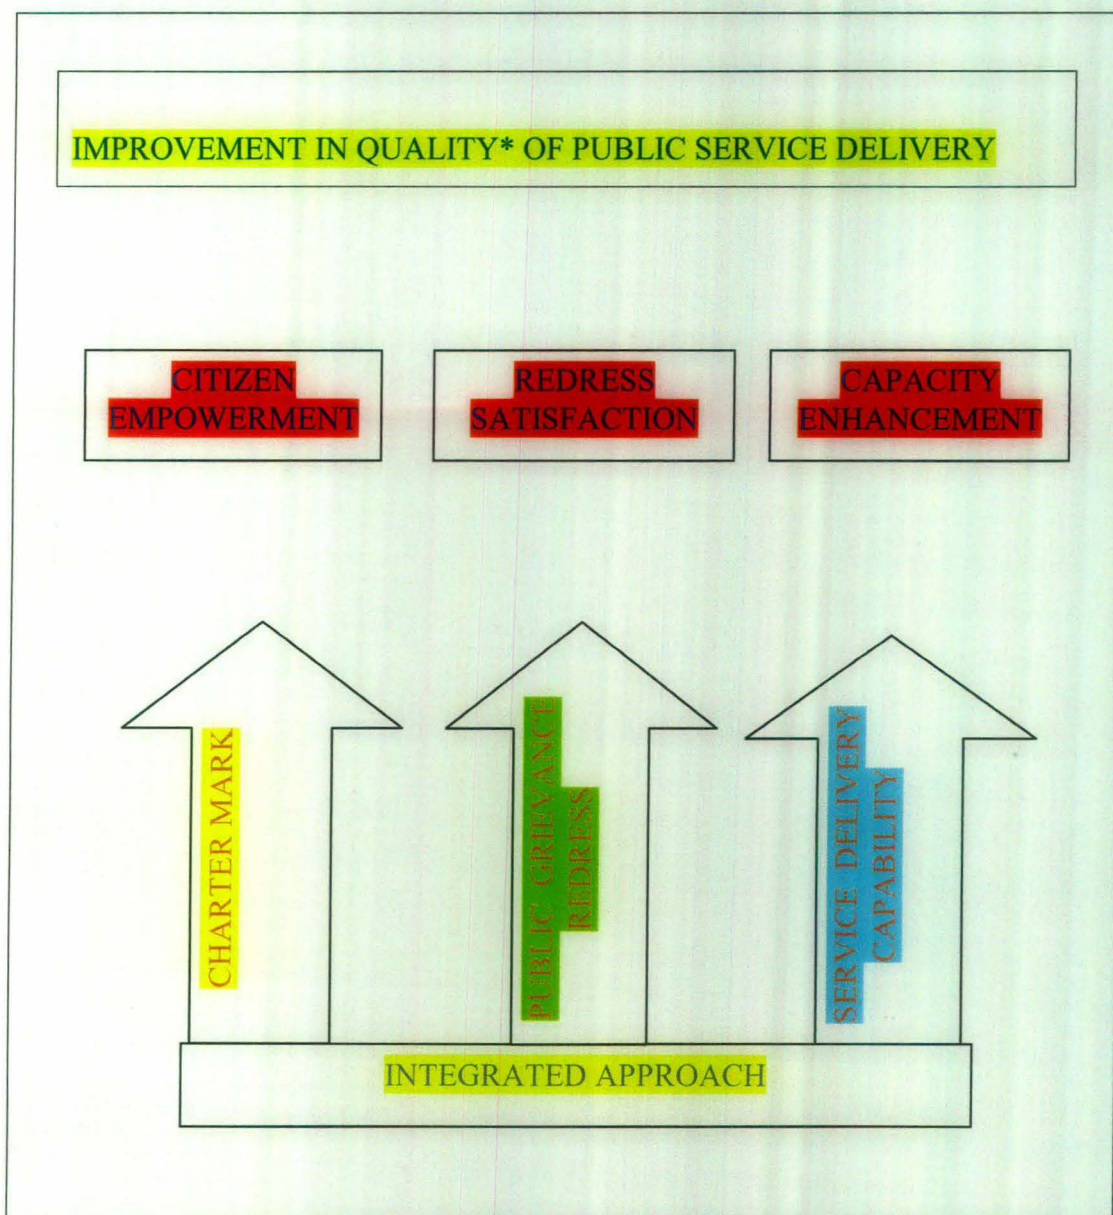 IMPROVEMENT IN QUALITY* OF PUBLIC SERVICE DELIVERY
CITIZEN
EMPOWERMENT
REDRESS
SATISFACTION
CAPACITY
ENHANCEMENT
CHARTER MARK
PUBLIC GRIEVANCE
REDRESS
SERVICE DELIVERY
CAPABILITY
INTEGRATED APPROACH